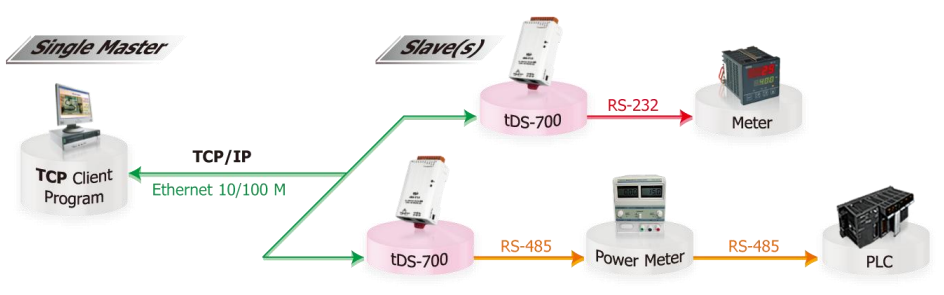 Single Master
Slave(s)
tDS-700
RS-232
Meter
TCP/IP
Ethernet 10/100 M
TCP Client
Program
tDS-700
RS-485
Power Meter
RS-485
PLC